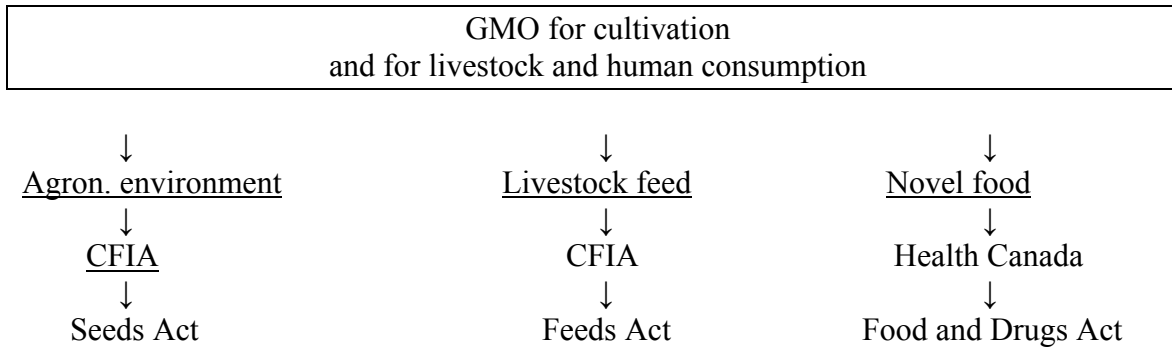 GMO for cultivation
and for livestock and human consumption
↓ ↓ ↓
Agron. environment Livestock feed Novel food
↓ ↓ ↓
CFIA CFIA Health Canada
↓ ↓ ↓
Seeds Act Feeds Act Food and Drugs Act